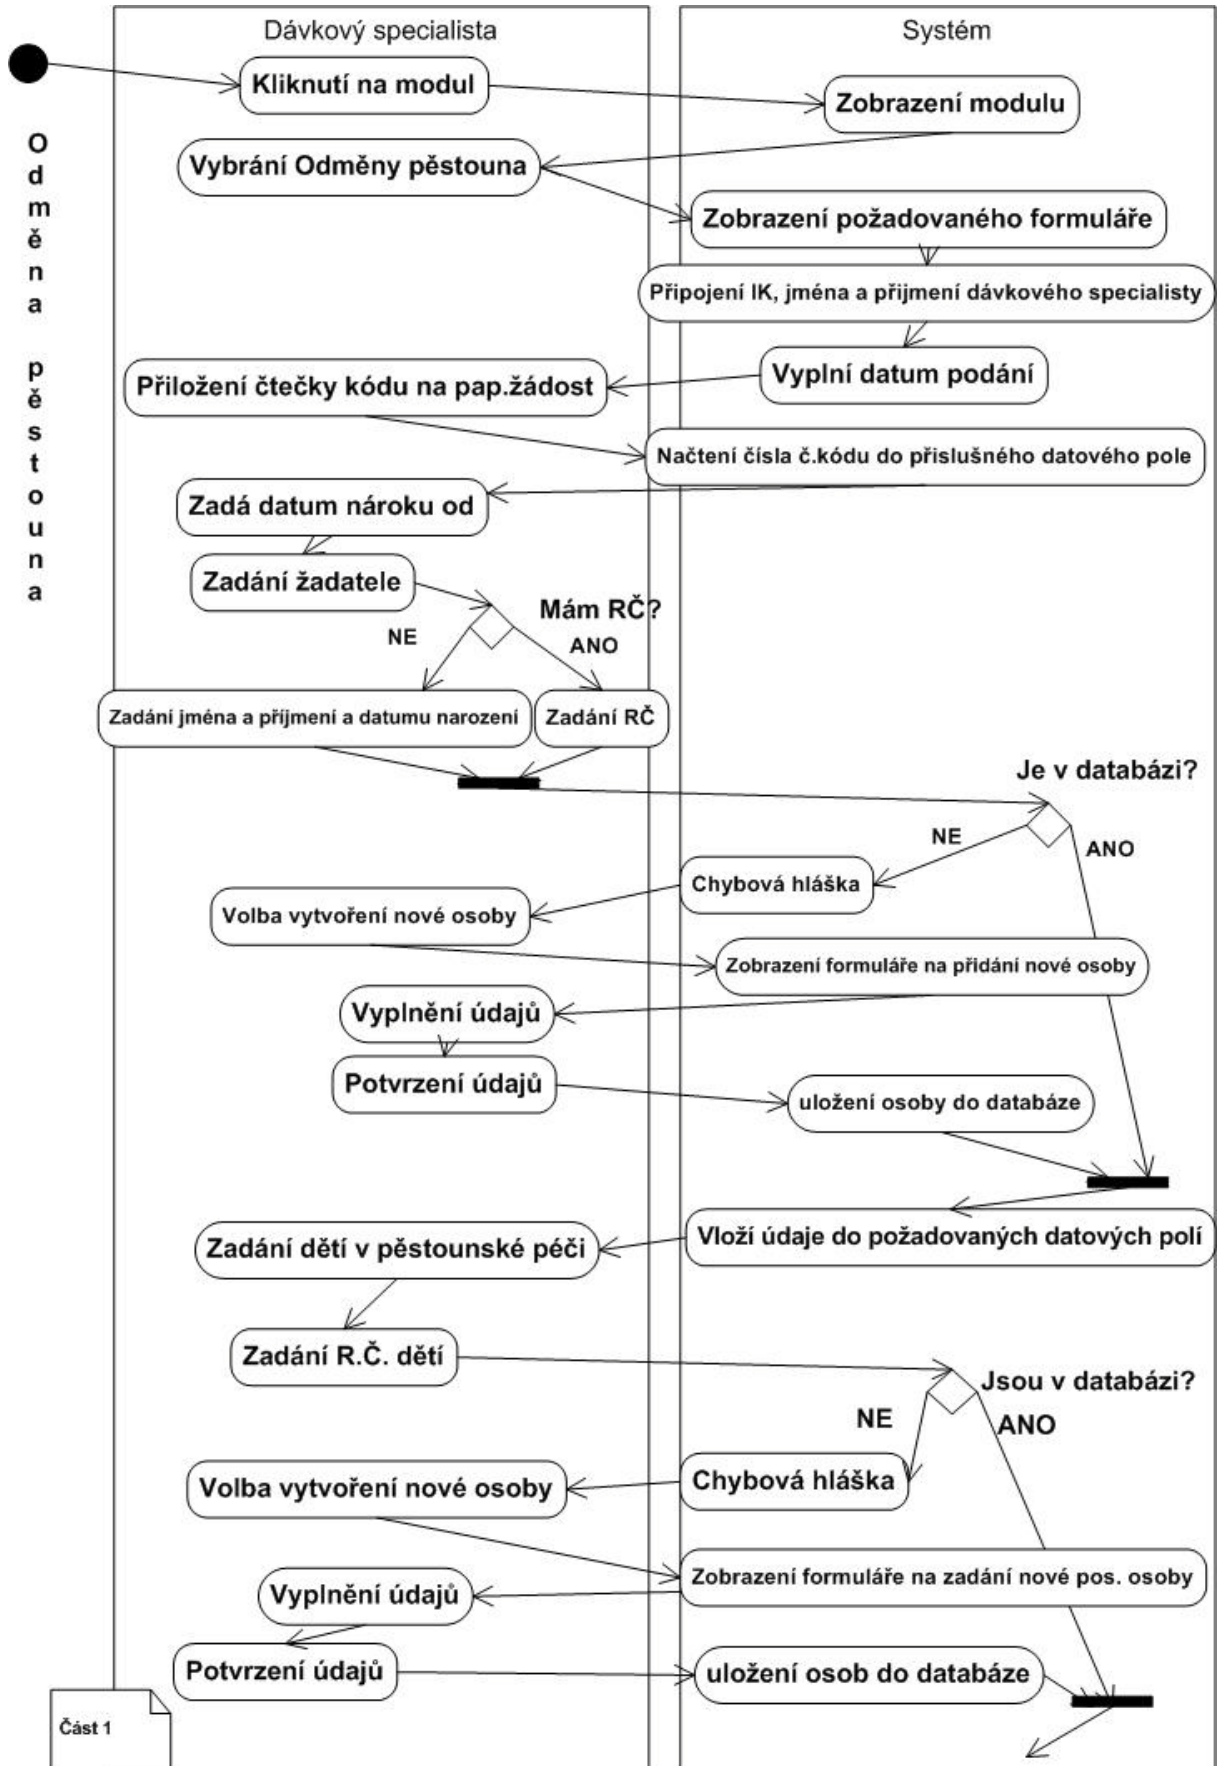 Dávkový specialista
Systém
Odměna pěstouna
Kliknutí na modul
Zobrazení modulu
Vybrání Odměny pěstouna
Zobrazení požadovaného formuláře
Připojení IK, jména a přijmení dávkového specialisty
Vyplní datum podání
Přiložení čtečky kódu na pap.žádost
Načtení čísla č.kódu do přislušného datového pole
Zadá datum nároku od
Zadání žadatele
Mám RČ?
NE
ANO
Zadání jména a příjmení a datumu narození
Zadání RČ
Je v databázi?
NE
ANO
Chybová hláška
Volba vytvoření nové osoby
Zobrazení formuláře na přidání nové osoby
Vyplnění údajů
Potvrzení údajů
uložení osoby do databáze
Vloží údaje do požadovaných datových polí
Zadání dětí v pěstounské péči
Zadání R.Č. dětí
Jsou v databázi?
NE
ANO
Chybová hláška
Volba vytvoření nové osoby
Zobrazení formuláře na zadání nové pos. osoby
Vyplnění údajů
Potvrzení údajů
uložení osob do databáze
Část 1